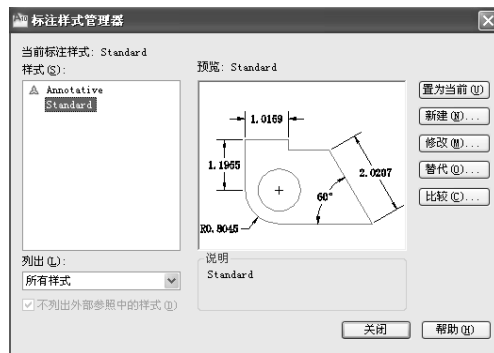 标注样式管理器
当前标注样式: Standard
样式(S):
Annotative
Standard
预览: Standard
1.0159
1.1955
2.0207
60°
R0.8045
置为当前(U)
新建(N)...
修改(M)...
替代(O)...
比较(C)...
列出(L):
所有样式
不列出外部参照中的样式(D)
说明
Standard
关闭
帮助(H)